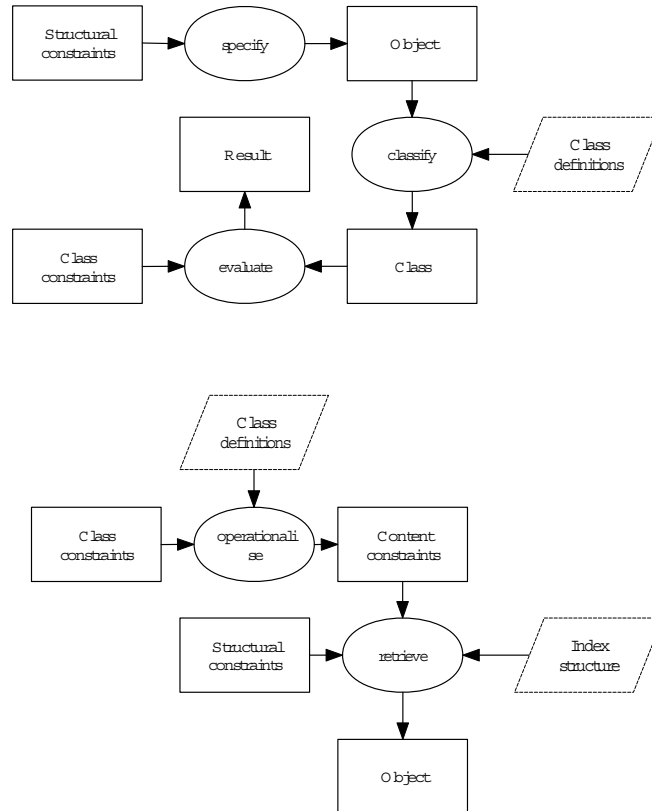 Structural
constraints
specify
Object
Result
classify
Class
definitions
Class
constraints
evaluate
Class
Class
definitions
Class
constraints
operationali
se
Content
constraints
Structural
constraints
retrieve
Index
structure
Object